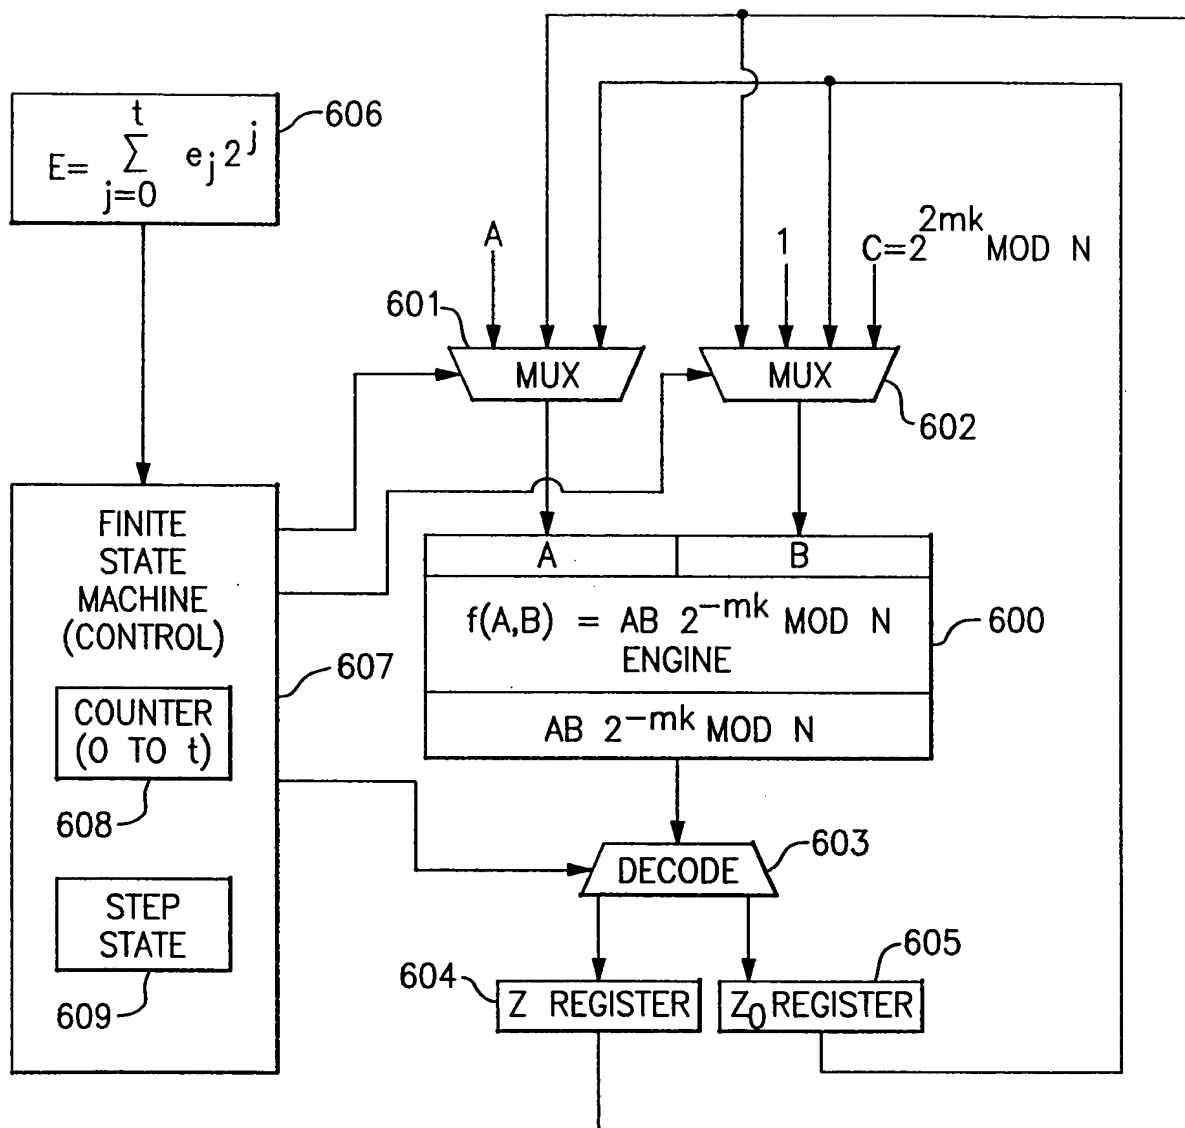 t
E= ∑ e_j 2^j
j=0
606
A
1
C=2^2mk MOD N
601
MUX
MUX
602
FINITE
STATE
MACHINE
(CONTROL)
607
COUNTER
(0 TO t)
608
STEP
STATE
609
A
B
f(A,B) = AB 2^-mk MOD N
ENGINE
600
AB 2^-mk MOD N
DECODE
603
604
Z REGISTER
605
Z_0 REGISTER